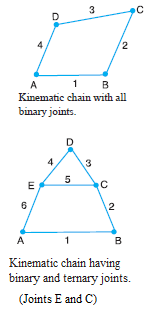 3
D
C
4
2
A
1
B
Kinematic chain with all
binary joints.
D
4
3
E
5
C
6
2
A
1
B
Kinematic chain having
binary and ternary joints.
(Joints E and C)